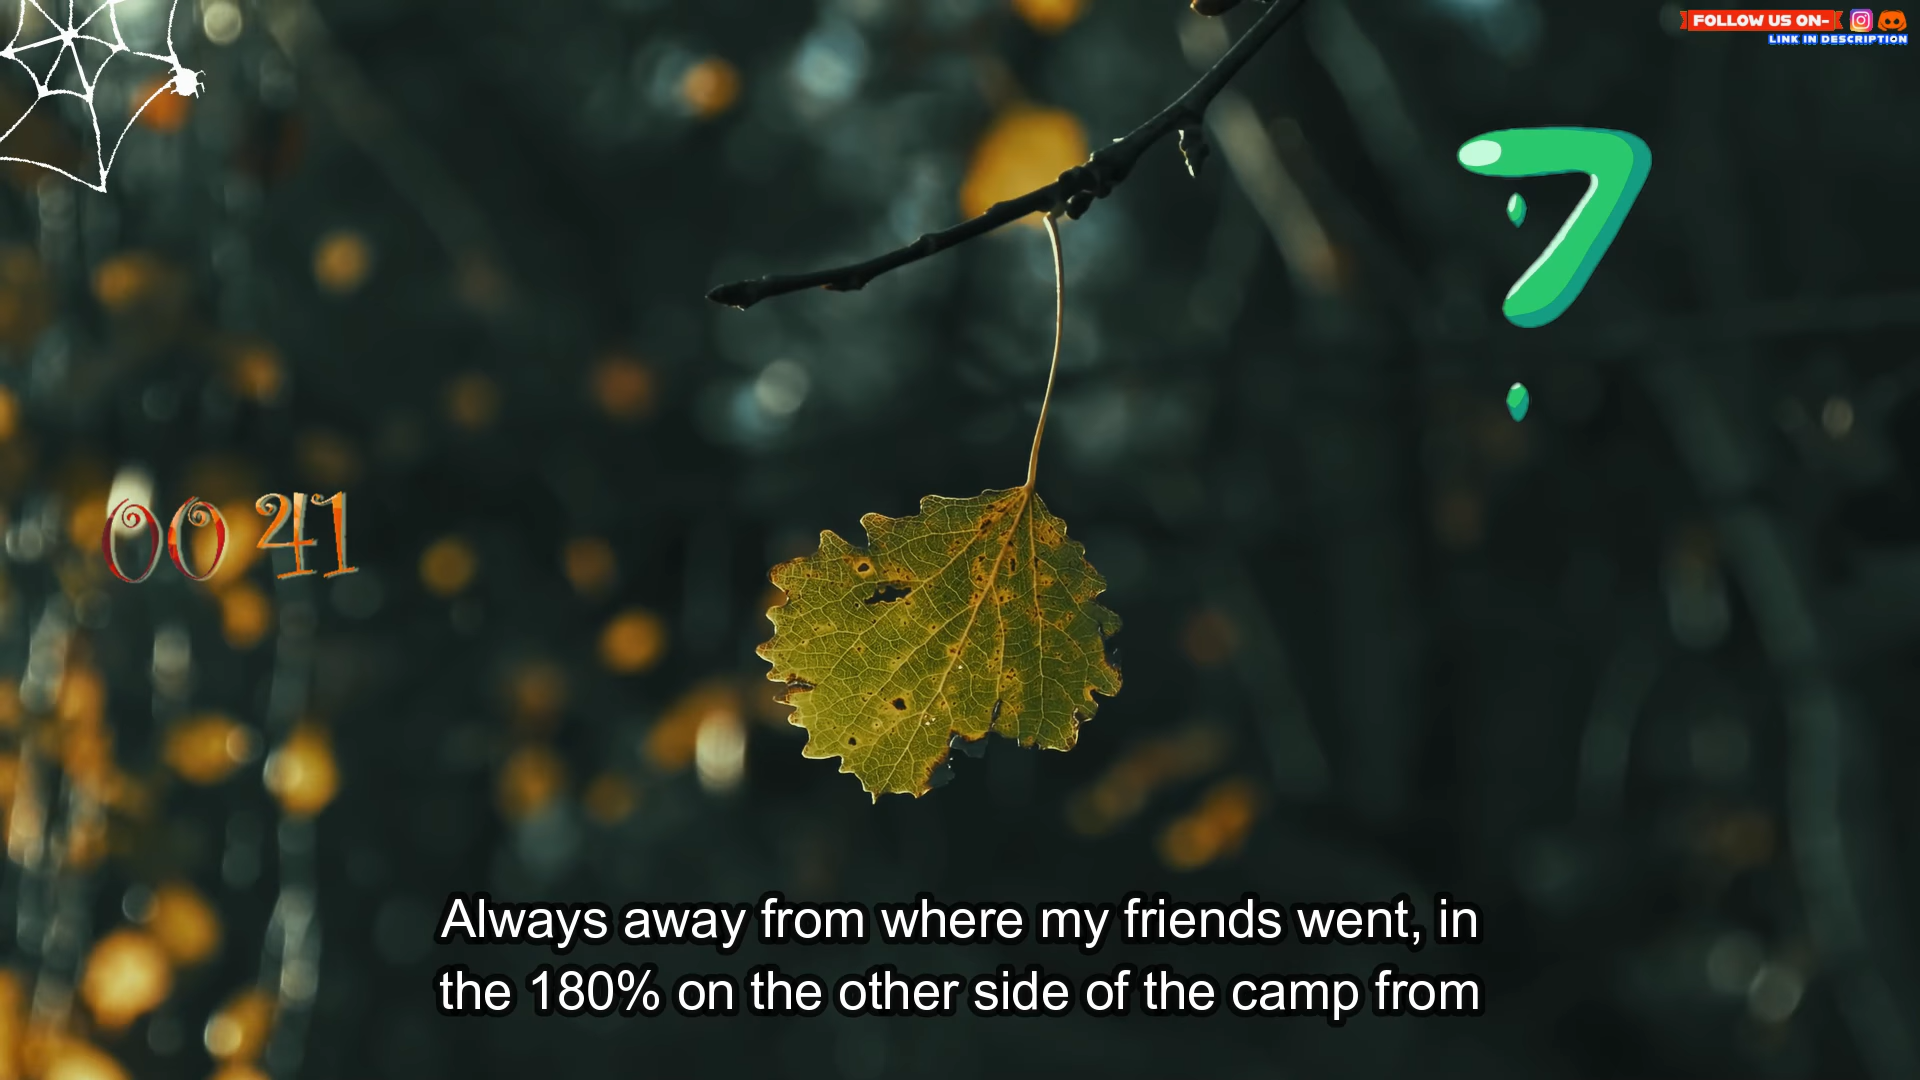 FOLLOW US ON-
LINK IN DESCRIPTION
7
00 41
Always away from where my friends went, in
the 180% on the other side of the camp from